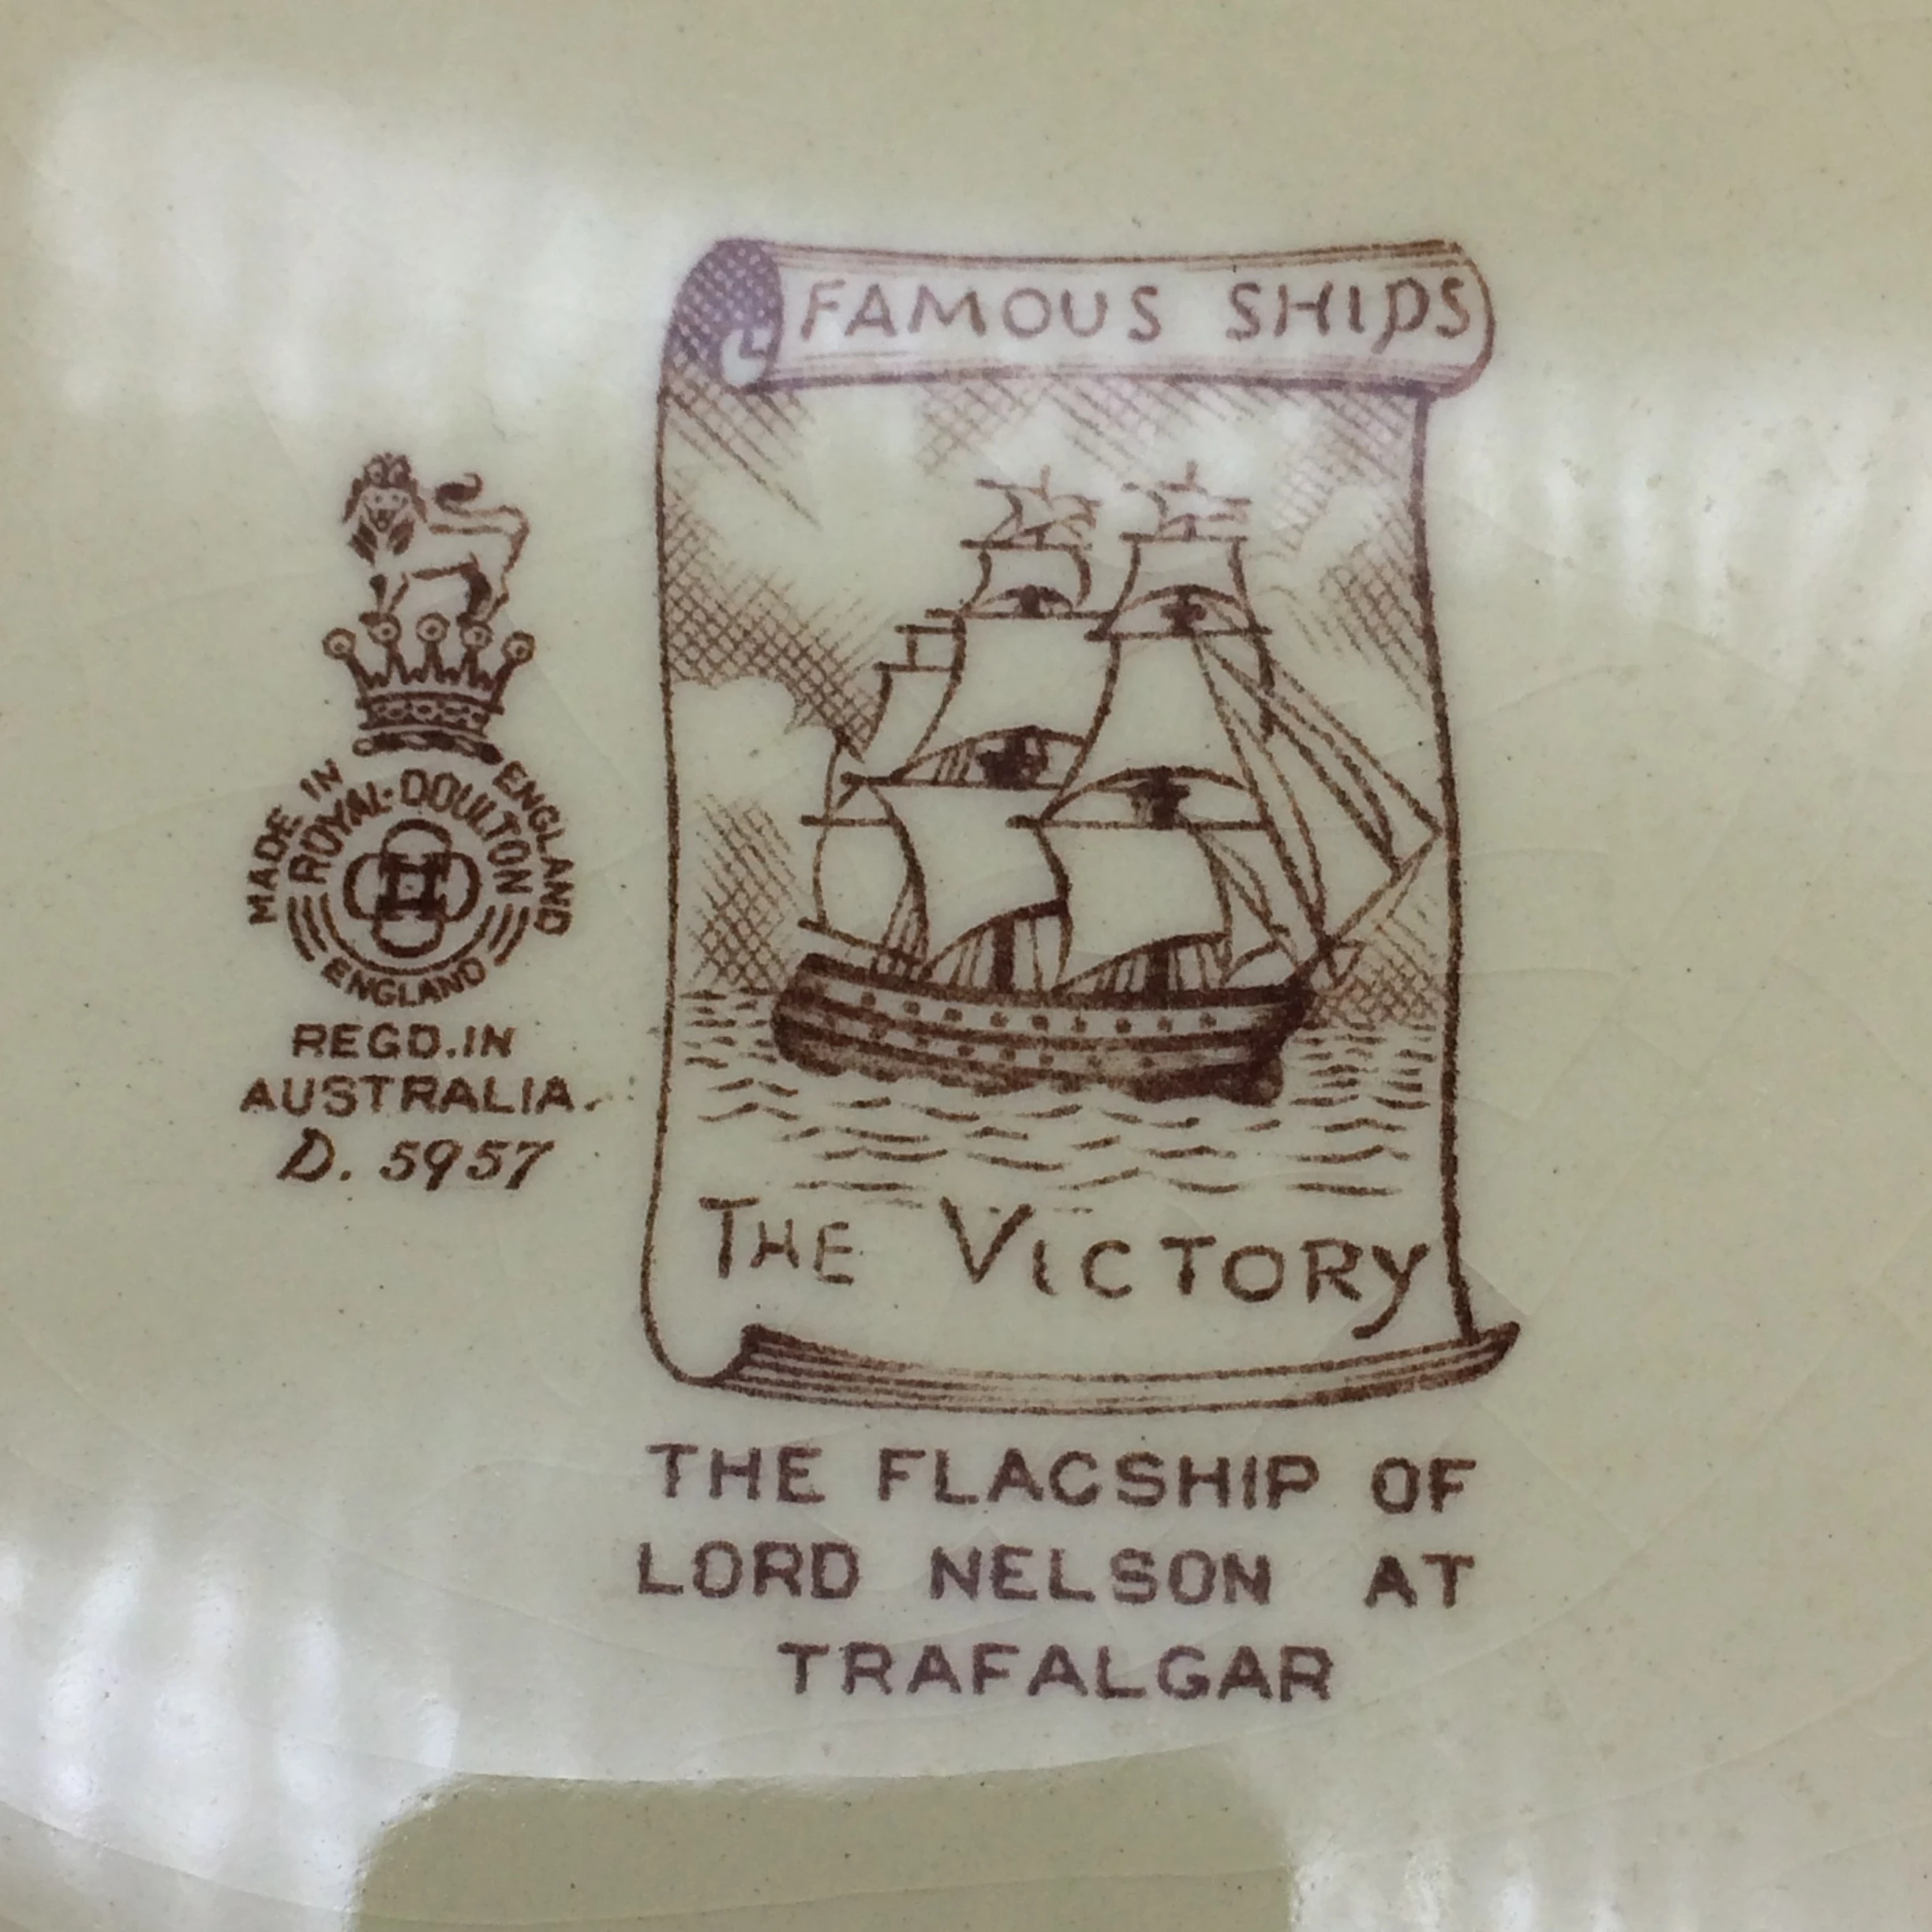 FAMOUS SHIPS
THE VICTORY
THE FLAGSHIP OF
LORD NELSON AT
TRAFALGAR
MADE IN ENGLAND
ROYAL·DOULTON
ENGLAND
REGD.IN
AUSTRALIA.
D. 5957